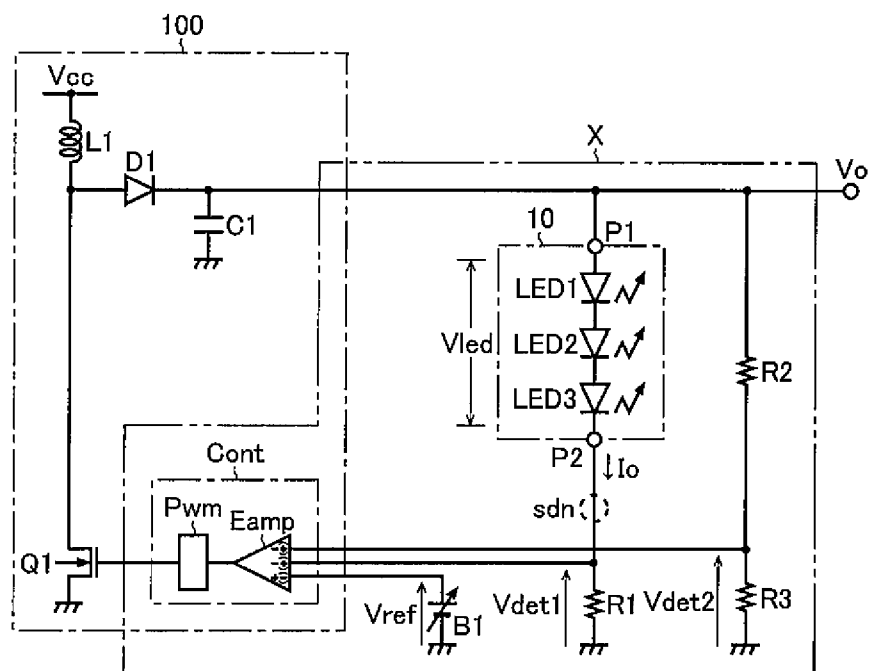 100
Vcc
L1
D1
X
Vo
C1
10
P1
LED1
Vled
LED2
R2
LED3
P2
Io
Cont
sdn
Pwm
Eamp
Q1
Vref
B1
Vdet1
R1
Vdet2
R3